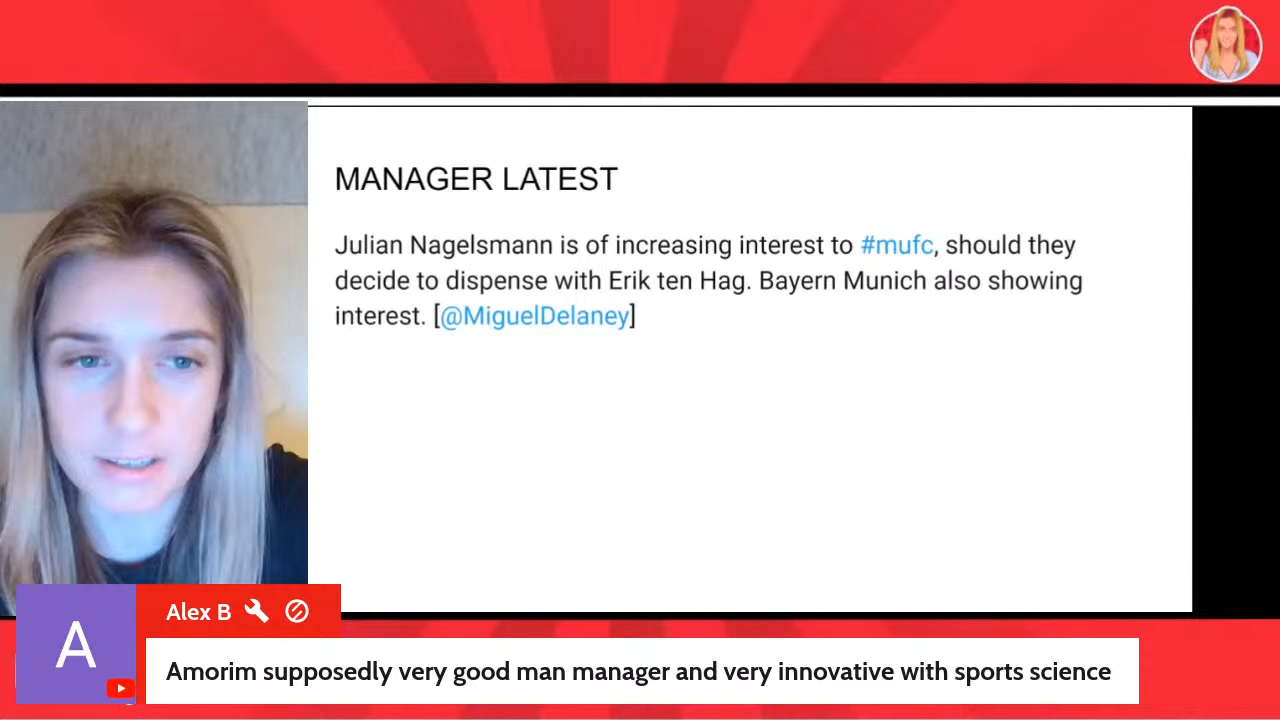 MANAGER LATEST
Julian Nagelsmann is of increasing interest to #mufc, should they
decide to dispense with Erik ten Hag. Bayern Munich also showing
interest. [@MiguelDelaney]
A
Alex B
Amorim supposedly very good man manager and very innovative with sports science